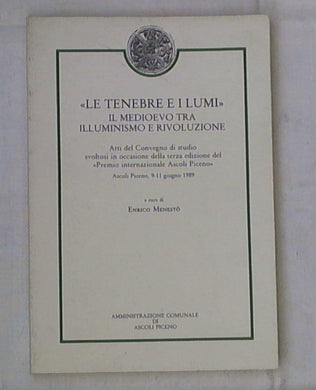 «LE TENEBRE E I LUMI»
IL MEDIOEVO TRA
ILLUMINISMO E RIVOLUZIONE
Atti del Convegno di studio
svoltosi in occasione della terza edizione del
«Premio internazionale Ascoli Piceno»
Ascoli Piceno, 9-11 giugno 1989
a cura di
ENRICO MENESTÒ
AMMINISTRAZIONE COMUNALE
DI
ASCOLI PICENO